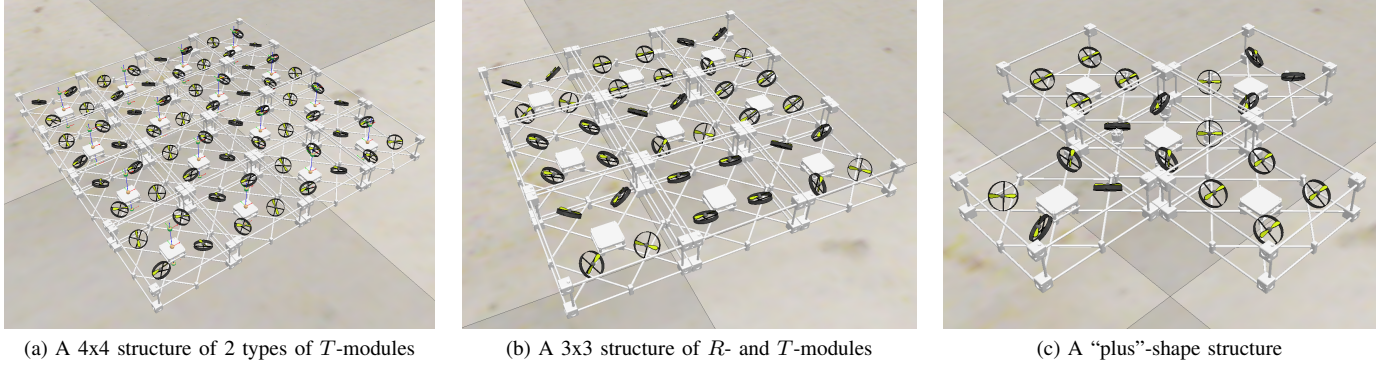 (a) A 4x4 structure of 2 types of T-modules
(b) A 3x3 structure of R- and T-modules
(c) A “plus”-shape structure